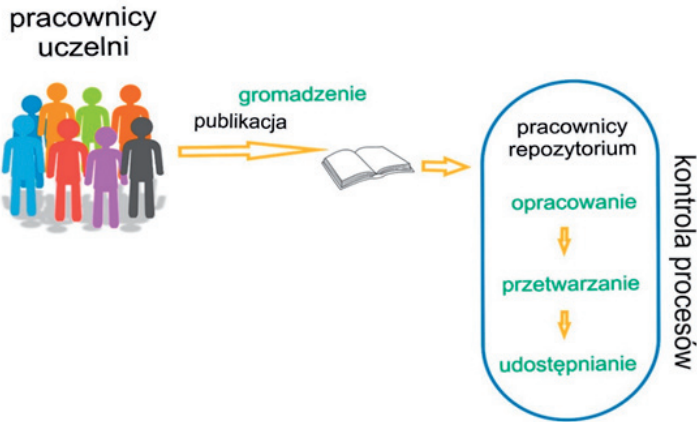 pracownicy
uczelni
gromadzenie
publikacja
pracownicy
repozytorium
opracowanie
przetwarzanie
udostępnianie
kontrola procesów